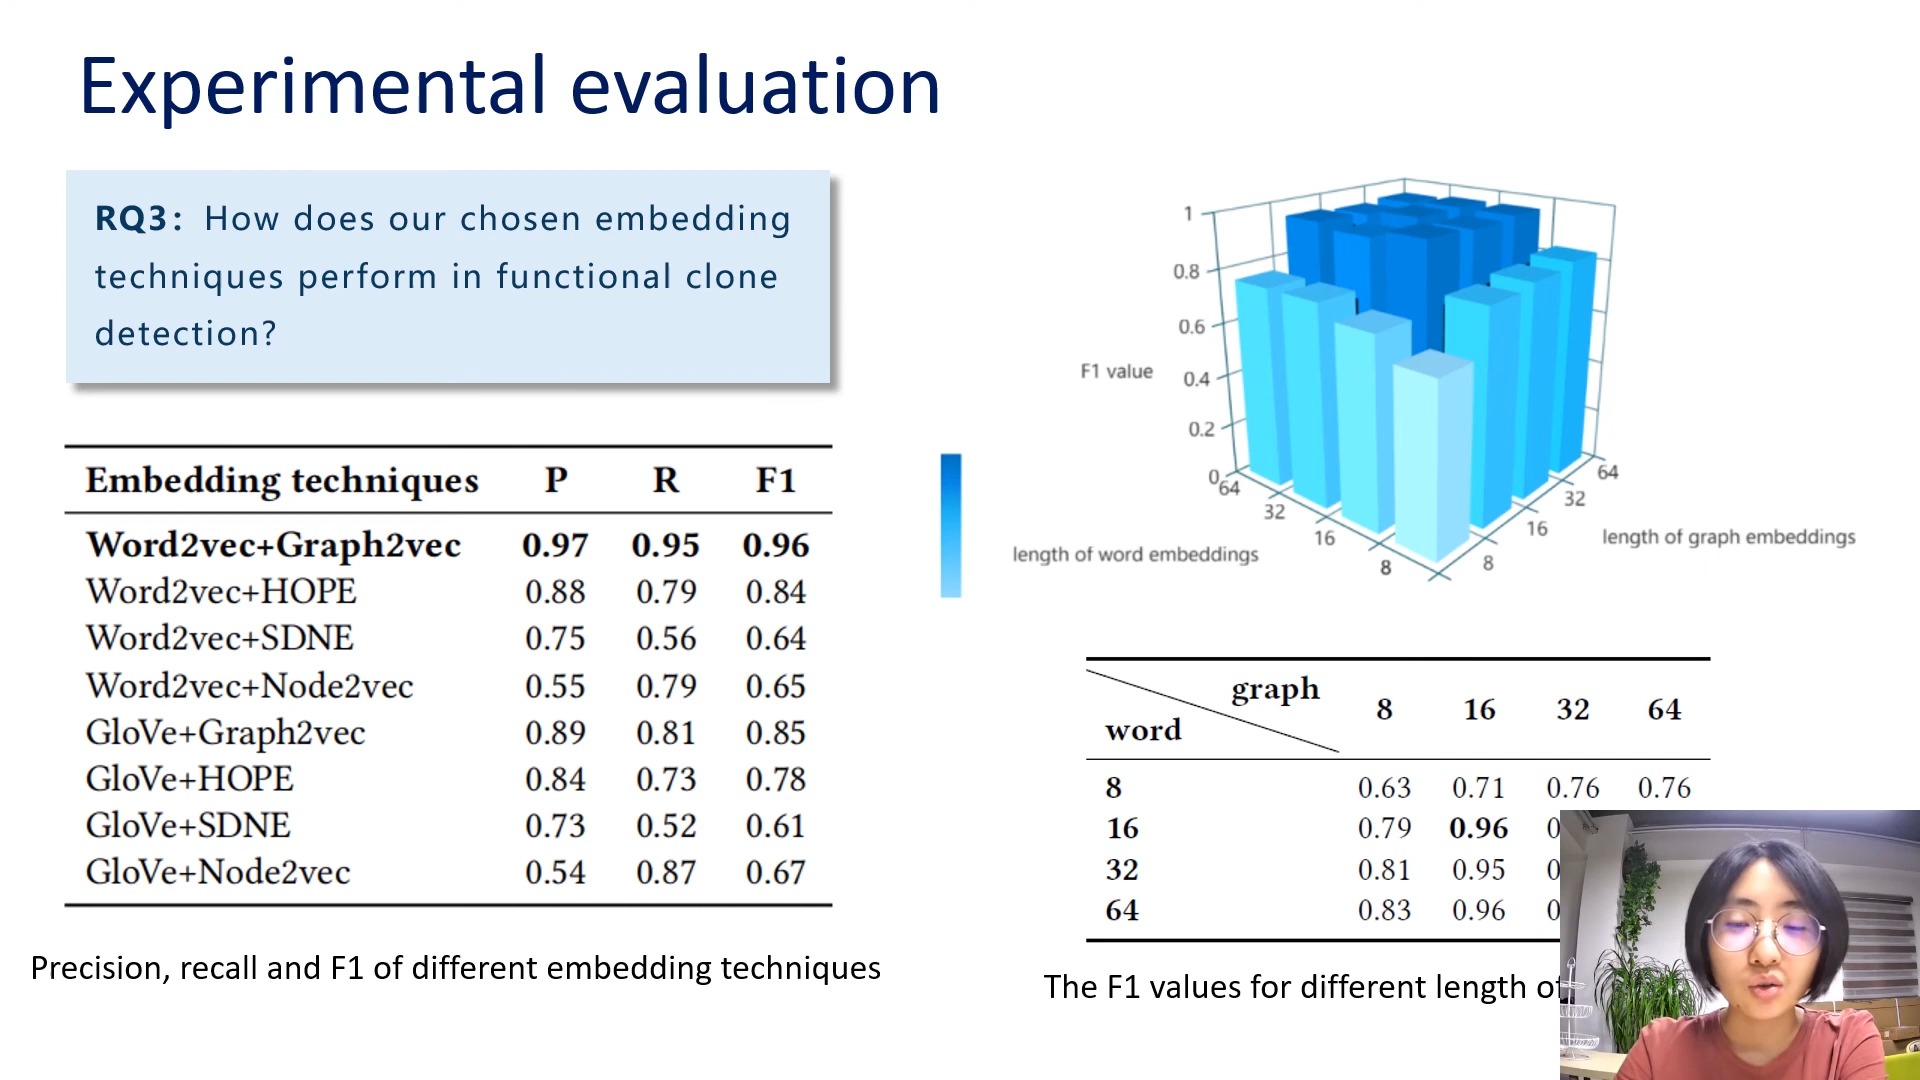 Experimental evaluation
RQ3: How does our chosen embedding
techniques perform in functional clone
detection?
Embedding techniques P R F1
Word2vec+Graph2vec 0.97 0.95 0.96
Word2vec+HOPE 0.88 0.79 0.84
Word2vec+SDNE 0.75 0.56 0.64
Word2vec+Node2vec 0.55 0.79 0.65
GloVe+Graph2vec 0.89 0.81 0.85
GloVe+HOPE 0.84 0.73 0.78
GloVe+SDNE 0.73 0.52 0.61
GloVe+Node2vec 0.54 0.87 0.67
Precision, recall and F1 of different embedding techniques
1
0.8
0.6
F1 value
0.4
0.2
0
64
32
16
8
length of word embeddings
8
16
32
64
length of graph embeddings
graph
word
8 16 32 64
8 0.63 0.71 0.76 0.76
16 0.79 0.96
32 0.81 0.95
64 0.83 0.96
The F1 values for different length